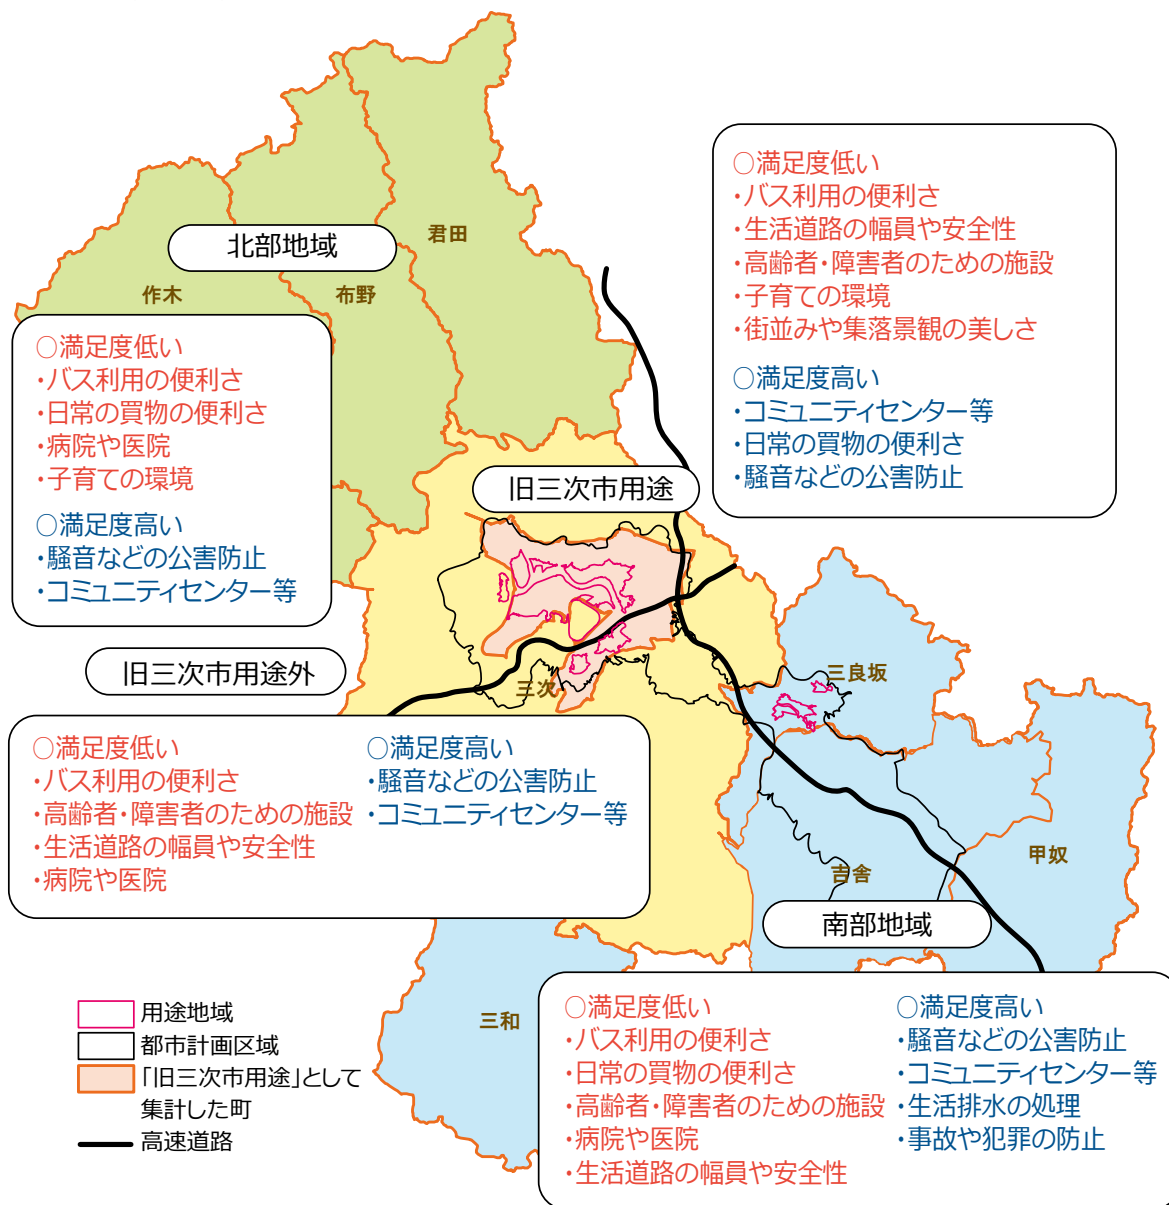 ○満足度低い
・バス利用の便利さ
・生活道路の幅員や安全性
・高齢者・障害者のための施設
・子育ての環境
・街並みや集落景観の美しさ
○満足度高い
・コミュニティセンター等
・日常の買物の便利さ
・騒音などの公害防止
君田
北部地域
作木
布野
○満足度低い
・バス利用の便利さ
・日常の買物の便利さ
・病院や医院
・子育ての環境
○満足度高い
・騒音などの公害防止
・コミュニティセンター等
旧三次市用途
旧三次市用途外
三次
三良坂
○満足度低い
・バス利用の便利さ
・高齢者・障害者のための施設
・生活道路の幅員や安全性
・病院や医院
○満足度高い
・騒音などの公害防止
・コミュニティセンター等
甲奴
吉舎
南部地域
三和
○満足度低い
・バス利用の便利さ
・日常の買物の便利さ
・高齢者・障害者のための施設
・病院や医院
・生活道路の幅員や安全性
○満足度高い
・騒音などの公害防止
・コミュニティセンター等
・生活排水の処理
・事故や犯罪の防止
用途地域
都市計画区域
「旧三次市用途」として
集計した町
高速道路